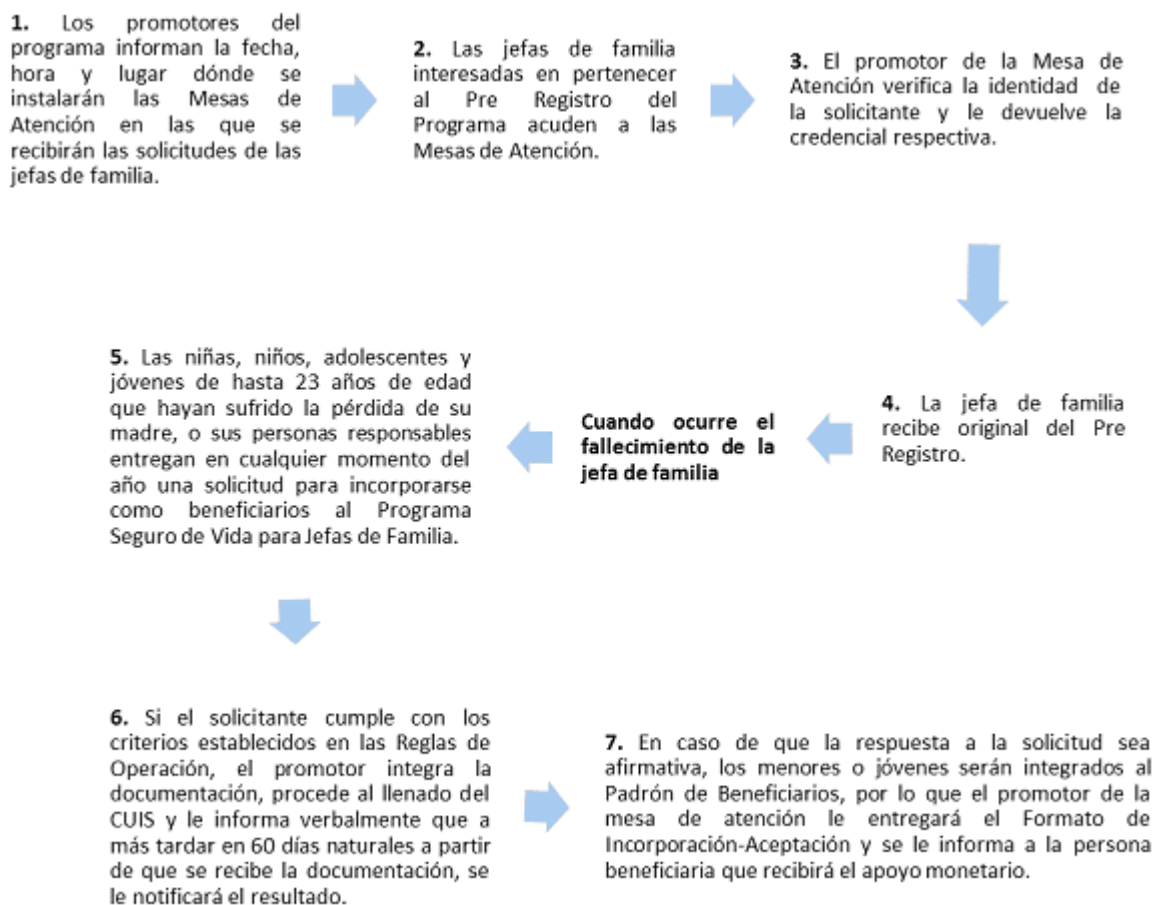 1. Los promotores del
programa informan la fecha,
hora y lugar dónde se
instalarán las Mesas de
Atención en las que se
recibirán las solicitudes de las
jefas de familia.
2. Las jefas de familia
interesadas en pertenecer
al Pre Registro del
Programa acuden a las
Mesas de Atención.
3. El promotor de la Mesa de
Atención verifica la identidad de
la solicitante y le devuelve la
credencial respectiva.
4. La jefa de familia
recibe original del Pre
Registro.
Cuando ocurre el
fallecimiento de la
jefa de familia
5. Las niñas, niños, adolescentes y
jóvenes de hasta 23 años de edad
que hayan sufrido la pérdida de su
madre, o sus personas responsables
entregan en cualquier momento del
año una solicitud para incorporarse
como beneficiarios al Programa
Seguro de Vida para Jefas de Familia.
6. Si el solicitante cumple con los
criterios establecidos en las Reglas de
Operación, el promotor integra la
documentación, procede al llenado del
CUIS y le informa verbalmente que a
más tardar en 60 días naturales a partir
de que se recibe la documentación, se
le notificará el resultado.
7. En caso de que la respuesta a la solicitud sea
afirmativa, los menores o jóvenes serán integrados al
Padrón de Beneficiarios, por lo que el promotor de la
mesa de atención le entregará el Formato de
Incorporación-Aceptación y se le informa a la persona
beneficiaria que recibirá el apoyo monetario.